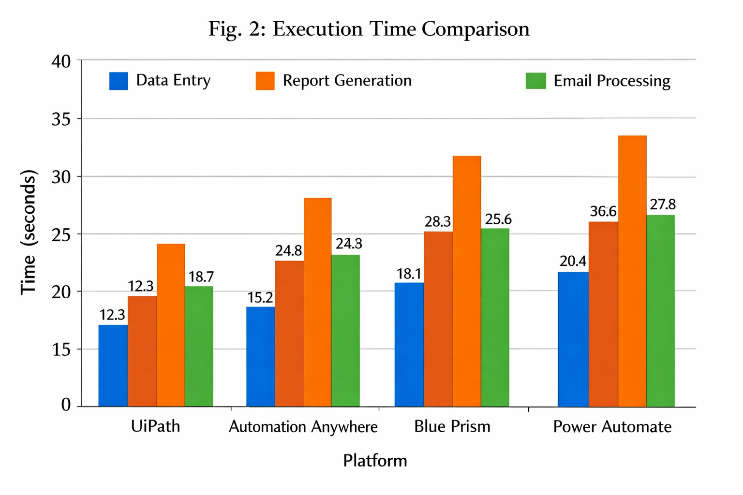 Fig. 2: Execution Time Comparison
40
Data Entry
Report Generation
Email Processing
35
30
25
20
15
0
Time (seconds)
12.3
12.3
18.7
15.2
24.8
24.3
18.1
28.3
25.6
20.4
36.6
27.8
UiPath
Automation Anywhere
Blue Prism
Power Automate
Platform